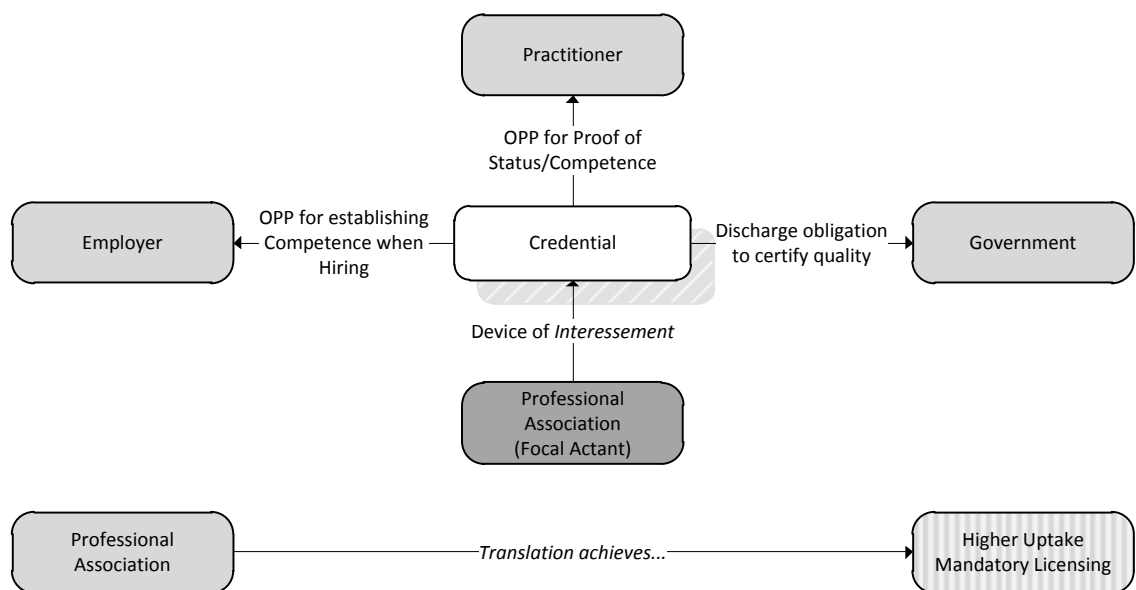 Practitioner
OPP for Proof of
Status/Competence
Employer
OPP for establishing
Competence when
Hiring
Credential
Discharge obligation
to certify quality
Government
Device of Interessement
Professional
Association
(Focal Actant)
Professional
Association
Translation achieves...
Higher Uptake
Mandatory Licensing